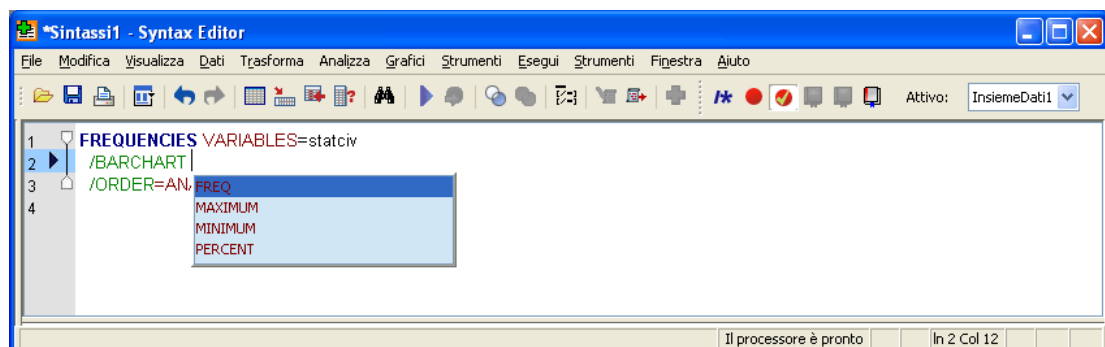 *Sintassi1 - Syntax Editor
File Modifica Visualizza Dati Trasforma Analizza Grafici Strumenti Esegui Strumenti Finestra Aiuto
Attivo: InsiemeDati1
1 FREQUENCIES VARIABLES=statciv
2 /BARCHART
3 /ORDER=ANA
4
FREQ
MAXIMUM
MINIMUM
PERCENT
Il processore è pronto In 2 Col 12